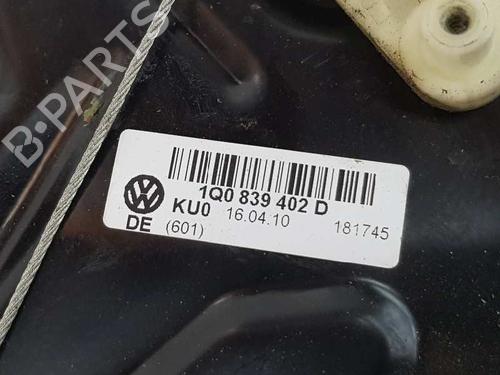 B-PARTS
1Q0 839 402 D
KU0 16.04.10 181745
DE (601)